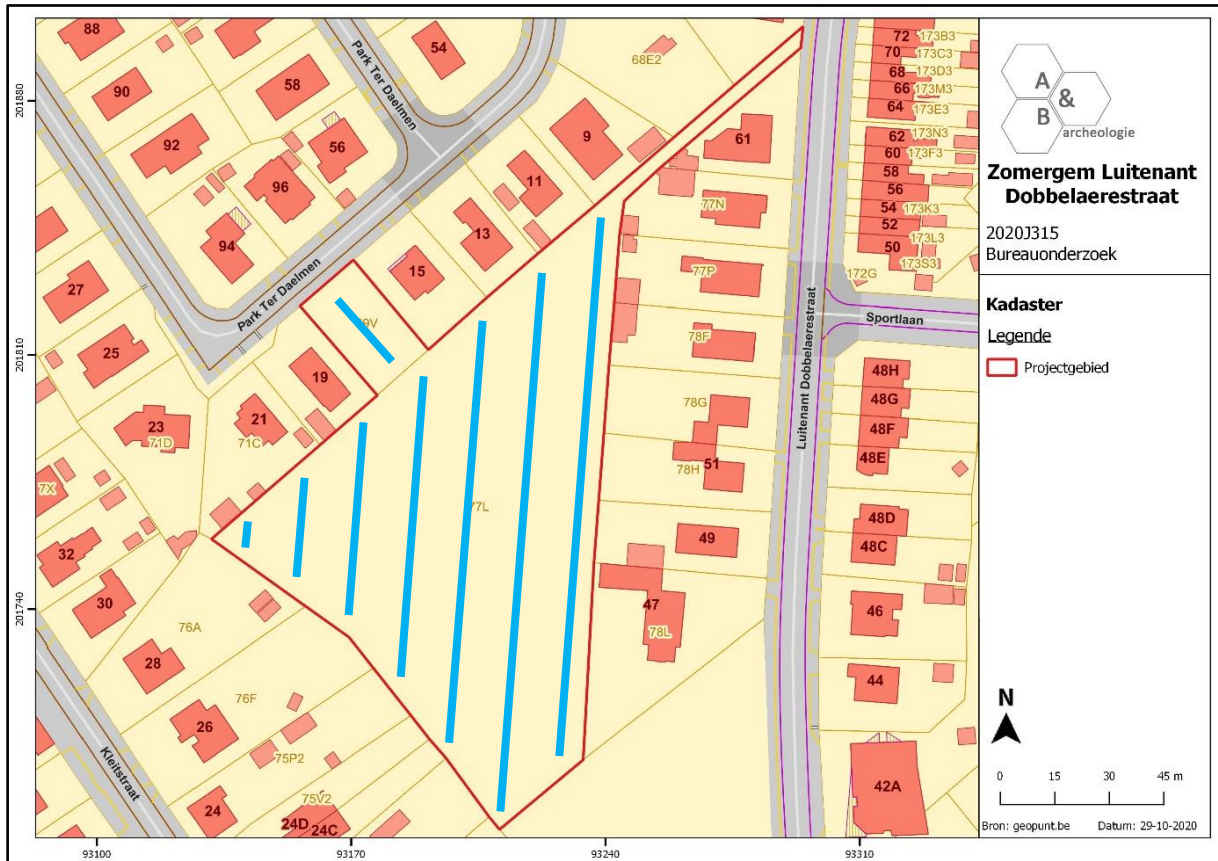 88
90
92
58
54
56
96
94
Park Ter Daelmen
Park Ter Daelmen
68E2
9
11
13
15
19
21
71C
23
71D
25
27
32
30
28
26
24
24D
24C
76A
76F
75P2
75V2
Kleitstraat
77L
61
77N
77P
78F
78G
78H
51
49
47
78L
Luitenant Dobbelaerestraat
Sportlaan
172G
72 173B3
70 173C3
68 173D3
66 173M3
64 173E3
62 173N3
60 173F3
58
56
54 173K3
52
173L3
50
173S3
48H
48G
48F
48E
48D
48C
46
44
42A
201880
201810
201740
93100
93170
93240
93310
A
&
B
archeologie
Zomergem Luitenant
Dobbelaerestraat
2020J315
Bureauonderzoek
Kadaster
Legende
Projectgebied
N
0 15 30 45 m
Bron: geopunt.be Datum: 29-10-2020